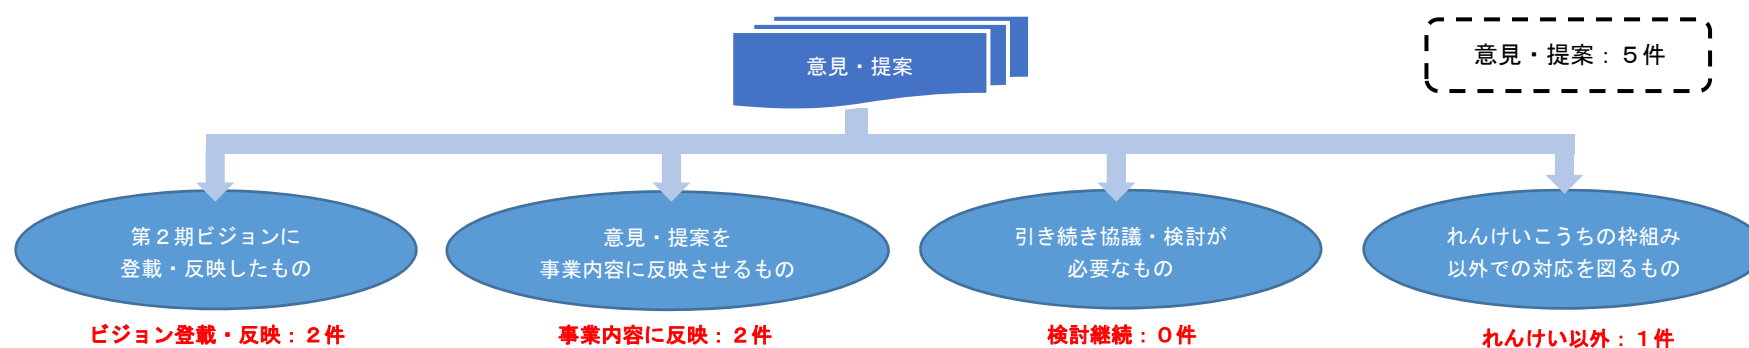 意見・提案
意見・提案：５件
第２期ビジョンに
登載・反映したもの
意見・提案を
事業内容に反映させるもの
引き続き協議・検討が
必要なもの
れんけいこうちの枠組み
以外での対応を図るもの
ビジョン登載・反映：２件
事業内容に反映：２件
検討継続：０件
れんけい以外：１件